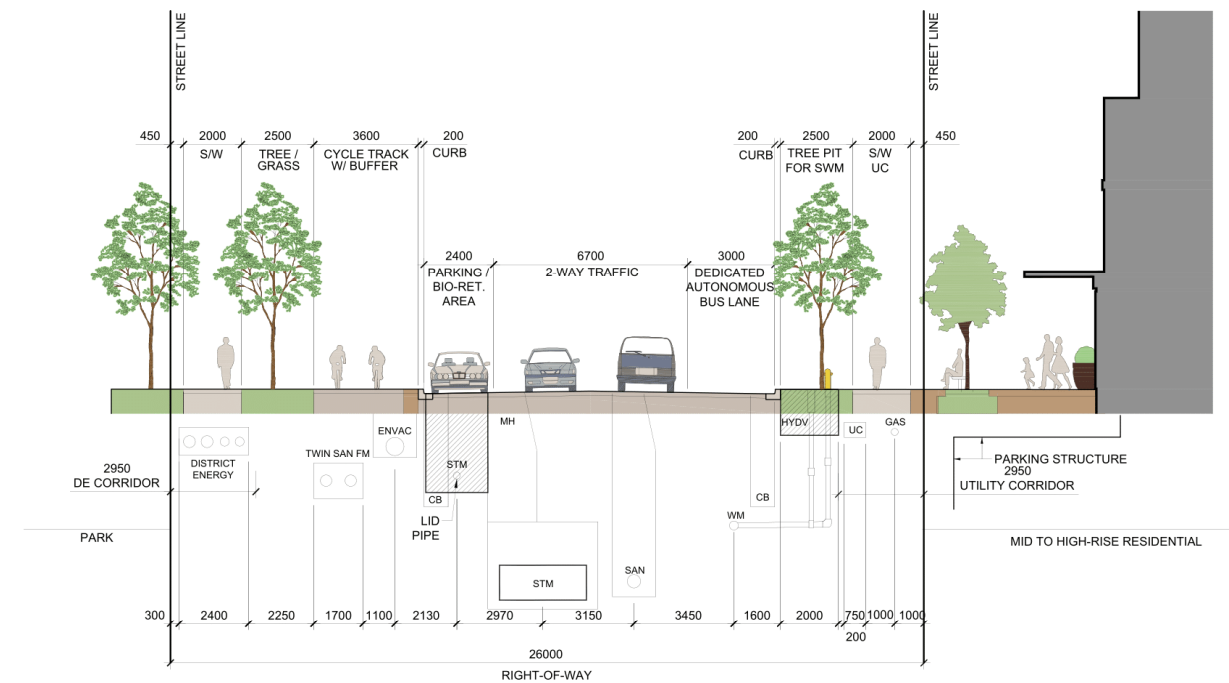 STREET LINE
STREET LINE
450 2000 2500 3600 200 200 2500 2000 450
S/W
TREE /
GRASS
CYCLE TRACK
W/ BUFFER
CURB
CURB
TREE PIT
FOR SWM
S/W
UC
2400 6700 3000
PARKING /
BIO-RET.
AREA
2-WAY TRAFFIC
DEDICATED
AUTONOMOUS
BUS LANE
MH
HYDV
UC
GAS
ENVAC
TWIN SAN FM
DISTRICT
ENERGY
STM
CB
CB
2950
DE CORRIDOR
PARKING STRUCTURE
2950
UTILITY CORRIDOR
LID
PIPE
WM
PARK
MID TO HIGH-RISE RESIDENTIAL
STM
SAN
300 2400 2250 1700 1100 2130 2970 3150 3450 1600 2000 750 1000 1000
200
26000
RIGHT-OF-WAY